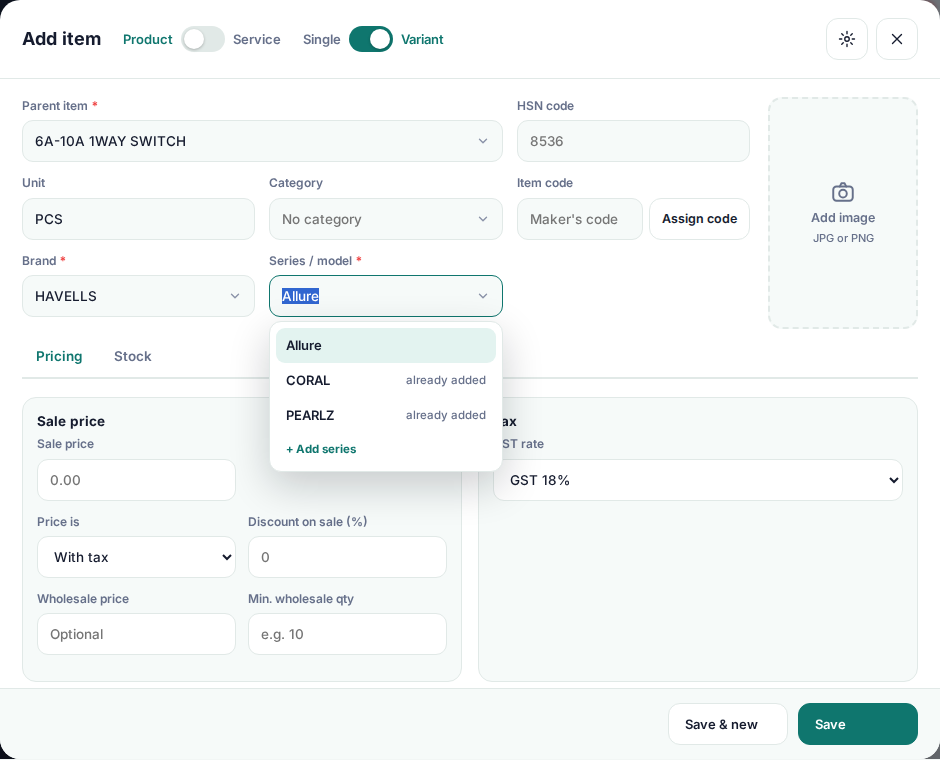 Add item Product Service Single Variant
Parent item * HSN code
6A-10A 1WAY SWITCH 8536
Unit Category Item code
PCS No category Maker's code Assign code
Add image
JPG or PNG
Brand * Series / model *
HAVELLS Allure
Allure
Pricing Stock
CORAL already added
PEARLZ already added
+ Add series
Sale price ax
Sale price ST rate
0.00 GST 18%
Price is Discount on sale (%)
With tax 0
Wholesale price Min. wholesale qty
Optional e.g. 10
Save & new Save